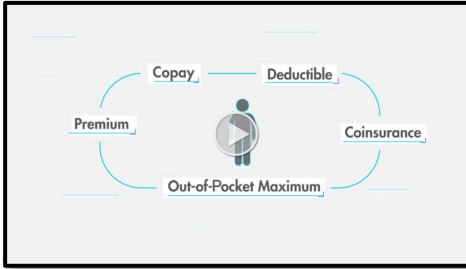 Copay
Deductible
Premium
Coinsurance
Out-of-Pocket Maximum